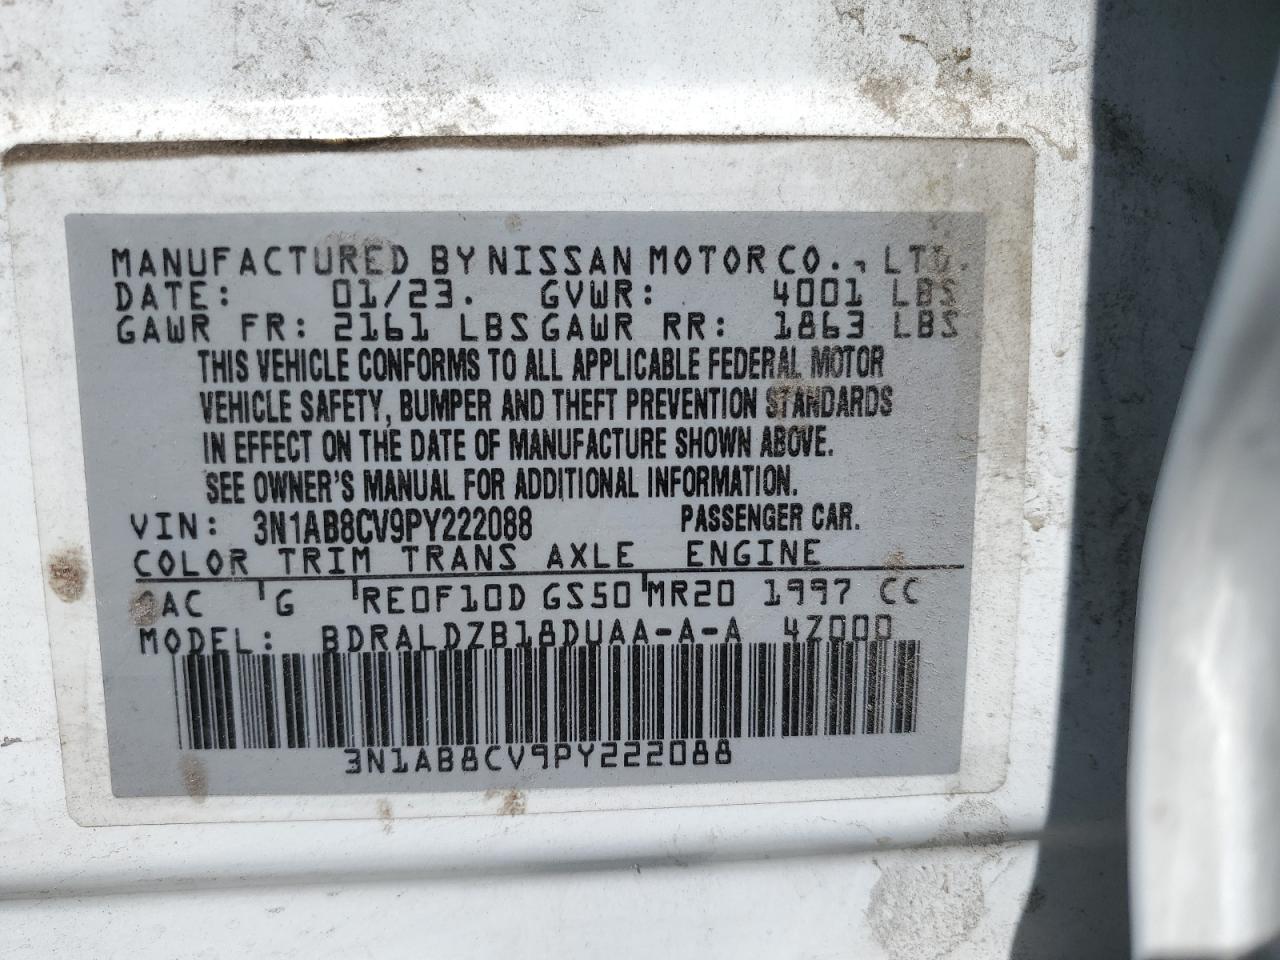 MANUFACTURED BY NISSAN MOTOR CO., LTD.
DATE: 01/23. GVWR: 4001 LBS
GAWR FR: 2161 LBS GAWR RR: 1863 LBS
THIS VEHICLE CONFORMS TO ALL APPLICABLE FEDERAL MOTOR
VEHICLE SAFETY, BUMPER AND THEFT PREVENTION STANDARDS
IN EFFECT ON THE DATE OF MANUFACTURE SHOWN ABOVE.
SEE OWNER'S MANUAL FOR ADDITIONAL INFORMATION.
VIN: 3N1AB8CV9PY222088 PASSENGER CAR.
COLOR TRIM TRANS AXLE ENGINE
QAC G RE0F10D GS50 MR20 1997 CC
MODEL: BDRALDZB18DUAA-A-A 4Z000
3N1AB8CV9PY222088